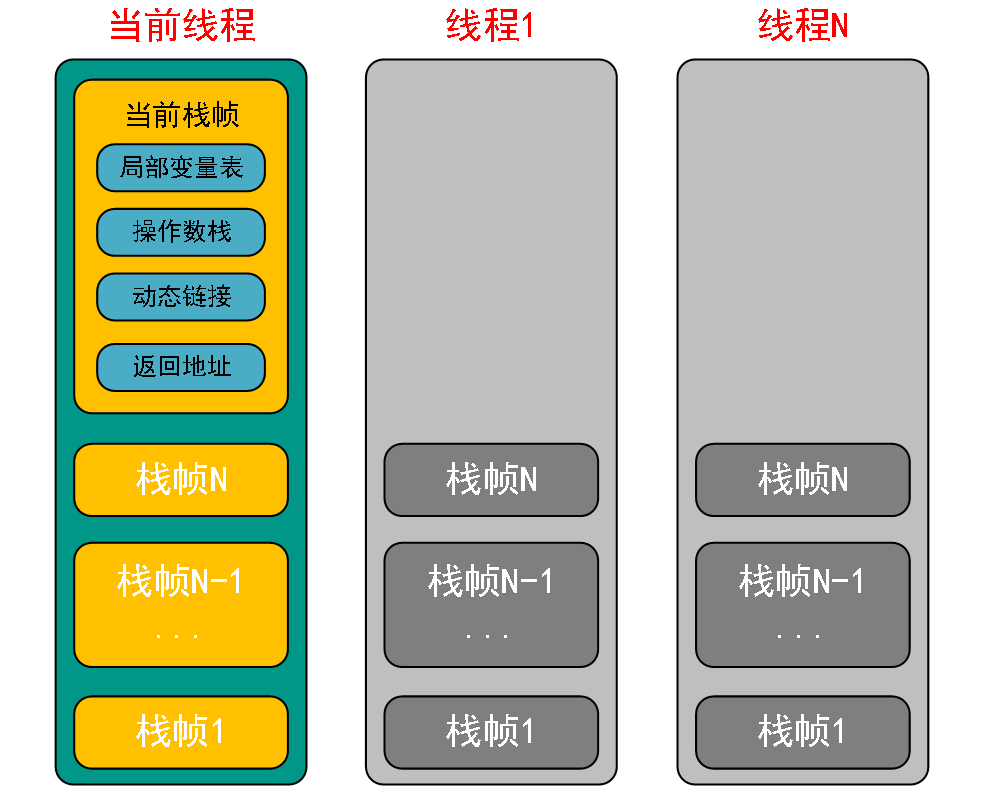 当前线程
当前栈帧
局部变量表
操作数栈
动态链接
返回地址
栈帧N
栈帧N-1
...
栈帧1
线程1
栈帧N
栈帧N-1
...
栈帧1
线程N
栈帧N
栈帧N-1
...
栈帧1